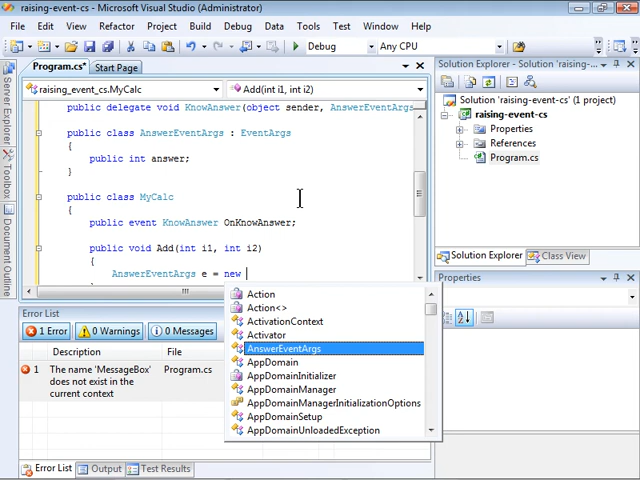 raising-event-cs - Microsoft Visual Studio (Administrator)
File Edit View Refactor Project Build Debug Data Tools Test Window Help
Debug Any CPU
Program.cs* Start Page
raising_event_cs.MyCalc Add(int i1, int i2)
public delegate void KnowAnswer(object sender, AnswerEventArgs
public class AnswerEventArgs : EventArgs
{
public int answer;
}
public class MyCalc
{
public event KnowAnswer OnKnowAnswer;
public void Add(int i1, int i2)
{
AnswerEventArgs e = new
Action
Action<>
ActivationContext
Activator
AnswerEventArgs
AppDomain
AppDomainInitializer
AppDomainManager
AppDomainManagerInitializationOptions
AppDomainSetup
AppDomainUnloadedException
Server Explorer
Toolbox
Document Outline
Error List
1 Error 0 Warnings 0 Messages
Description File
1 The name 'MessageBox' does not exist in the current context Program.cs
Error List Output Test Results
Solution Explorer - Solution 'raising-ev...
Solution 'raising-event-cs' (1 project)
raising-event-cs
Properties
References
Program.cs
Solution Explorer Class View
Properties